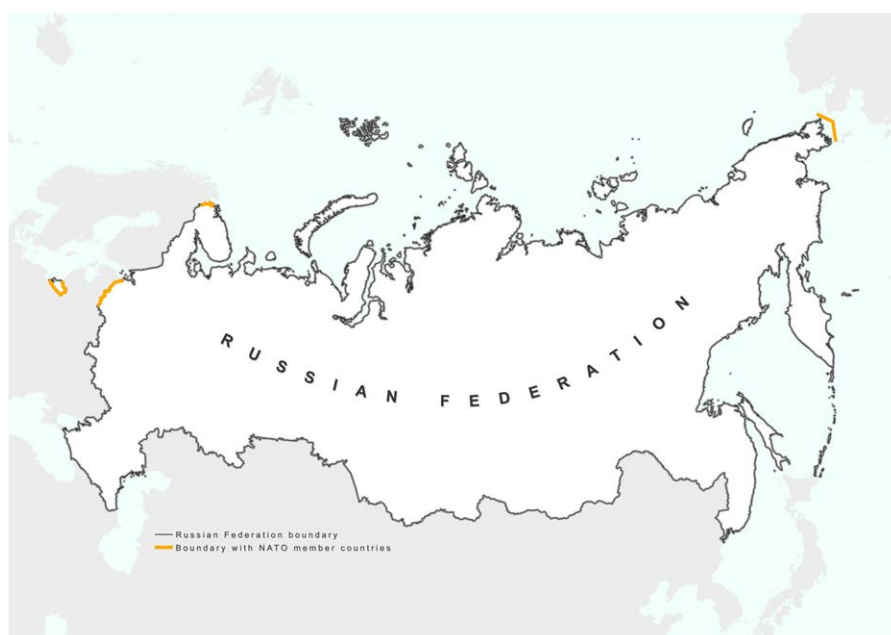 RUSSIAN FEDERATION
Russian Federation boundary
Boundary with NATO member countries